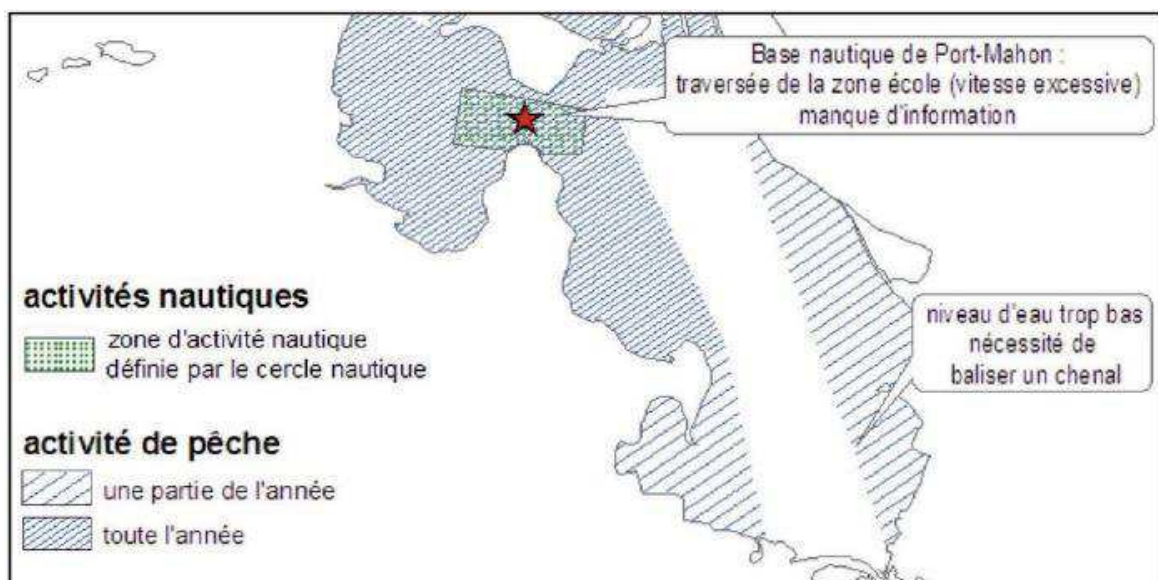 Base nautique de Port-Mahon :
traversée de la zone école (vitesse excessive)
manque d'information
activités nautiques
zone d'activité nautique
définie par le cercle nautique
niveau d'eau trop bas
nécessité de
baliser un chenal
activité de pêche
une partie de l'année
toute l'année